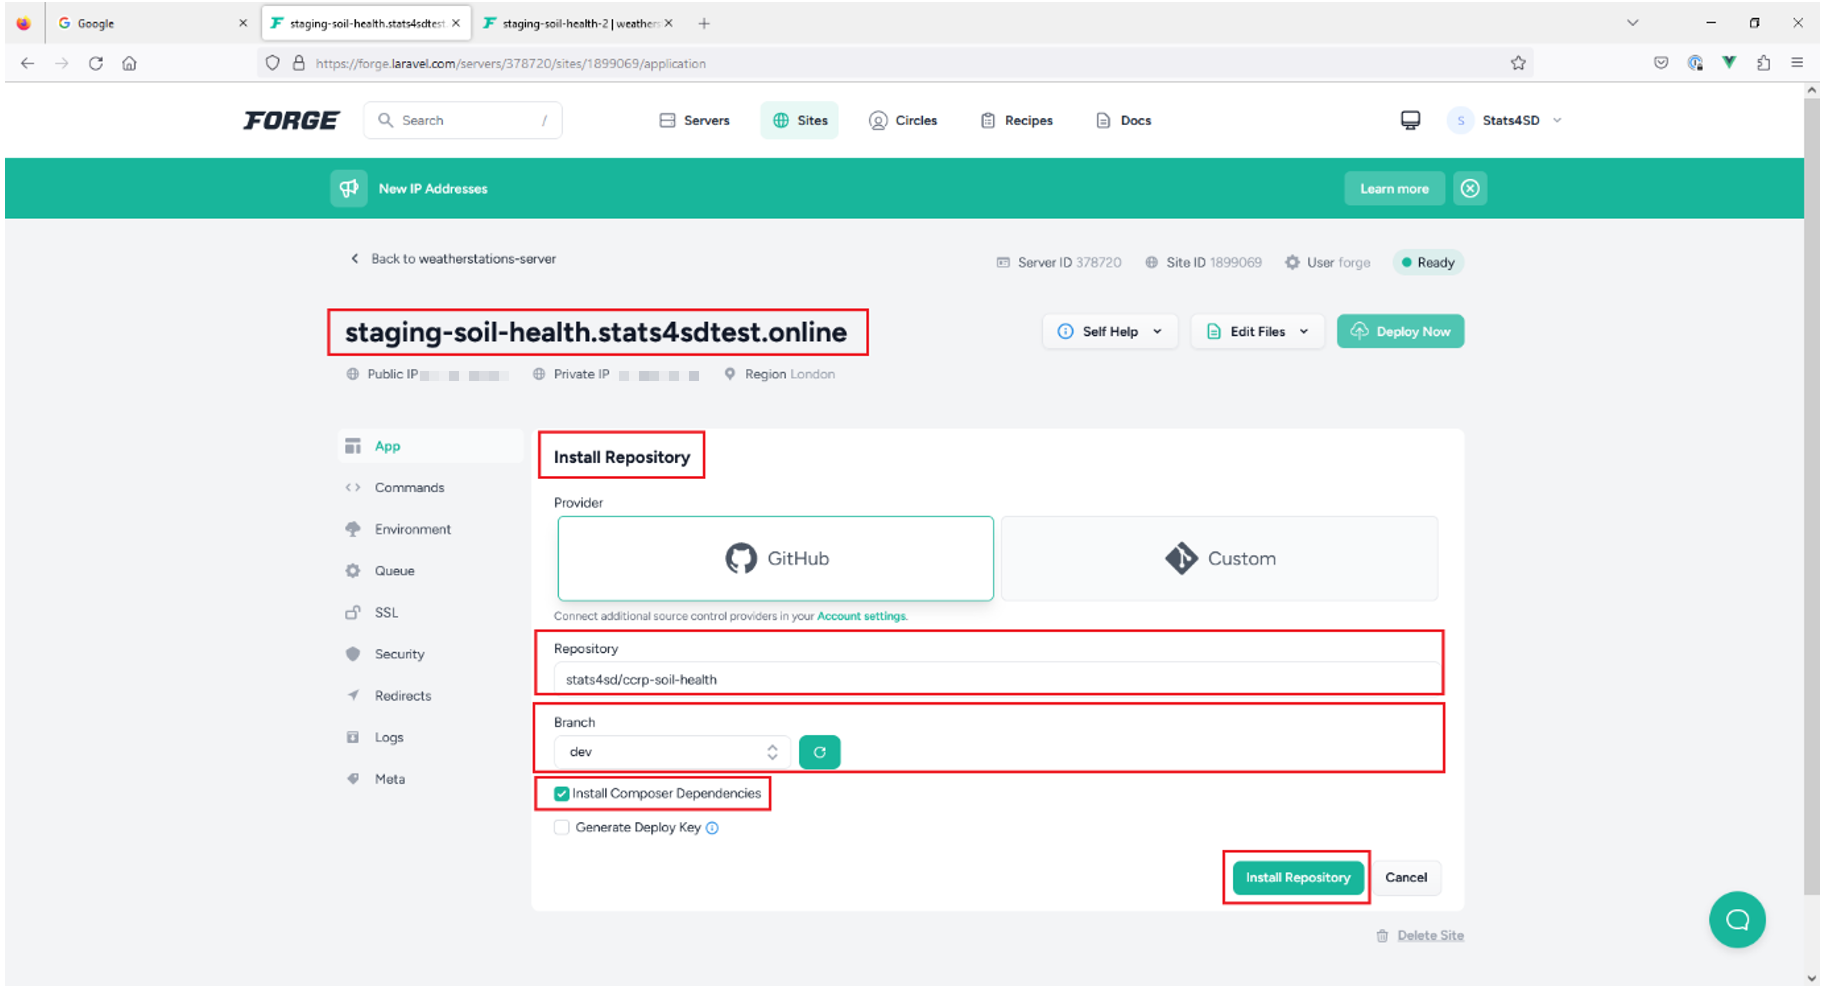 Google
staging-soil-health.stats4sdtest
staging-soil-health-2 | weathers
https://forge.laravel.com/servers/378720/sites/1899069/application
FORGE
Search /
Servers
Sites
Circles
Recipes
Docs
S
Stats4SD
New IP Addresses
Learn more
Back to weatherstations-server
Server ID 378720
Site ID 1899069
User forge
Ready
staging-soil-health.stats4sdtest.online
Self Help
Edit Files
Deploy Now
Public IP
Private IP
Region London
App
Commands
Environment
Queue
SSL
Security
Redirects
Logs
Meta
Install Repository
Provider
GitHub
Custom
Connect additional source control providers in your Account settings.
Repository
stats4sd/ccrp-soil-health
Branch
dev
Install Composer Dependencies
Generate Deploy Key
Install Repository
Cancel
Delete Site